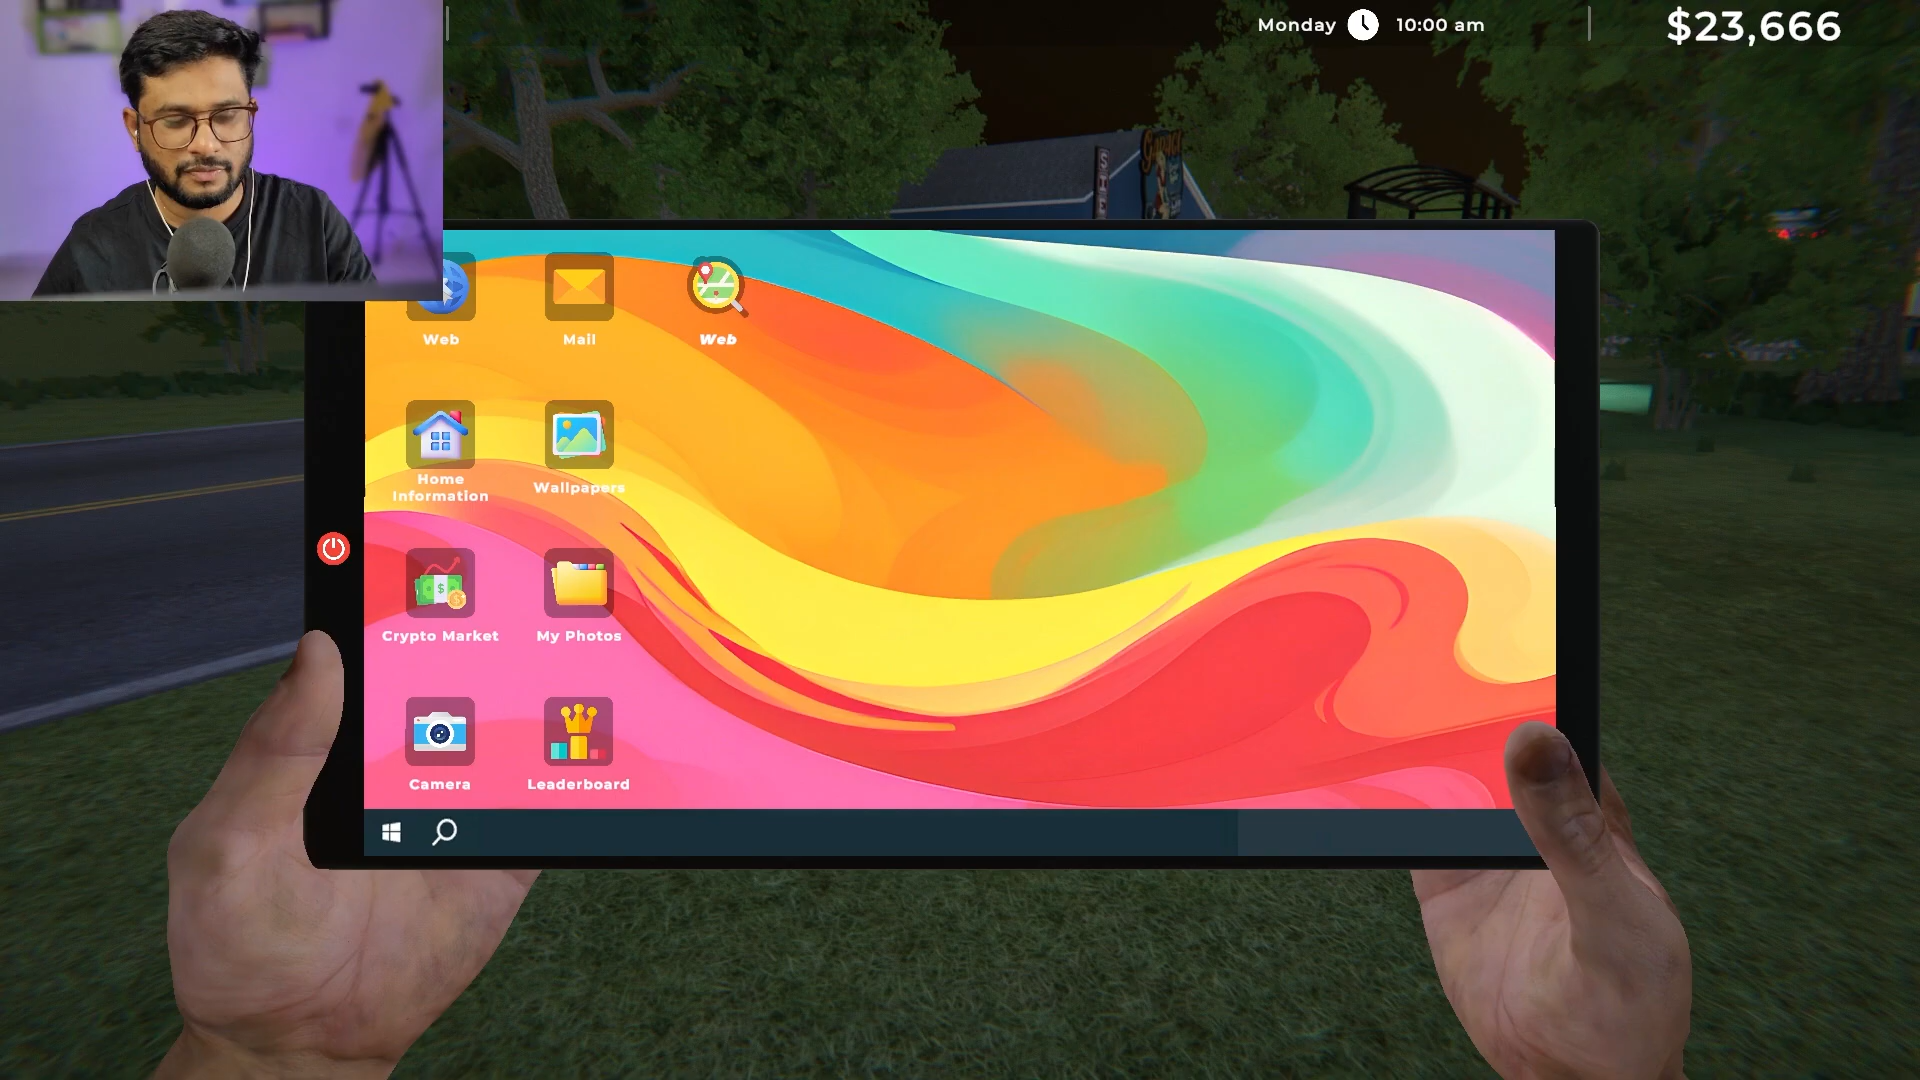 Monday 10:00 am
$23,666
Web
Mail
Web
Home
Information
Wallpapers
Crypto Market
My Photos
Camera
Leaderboard